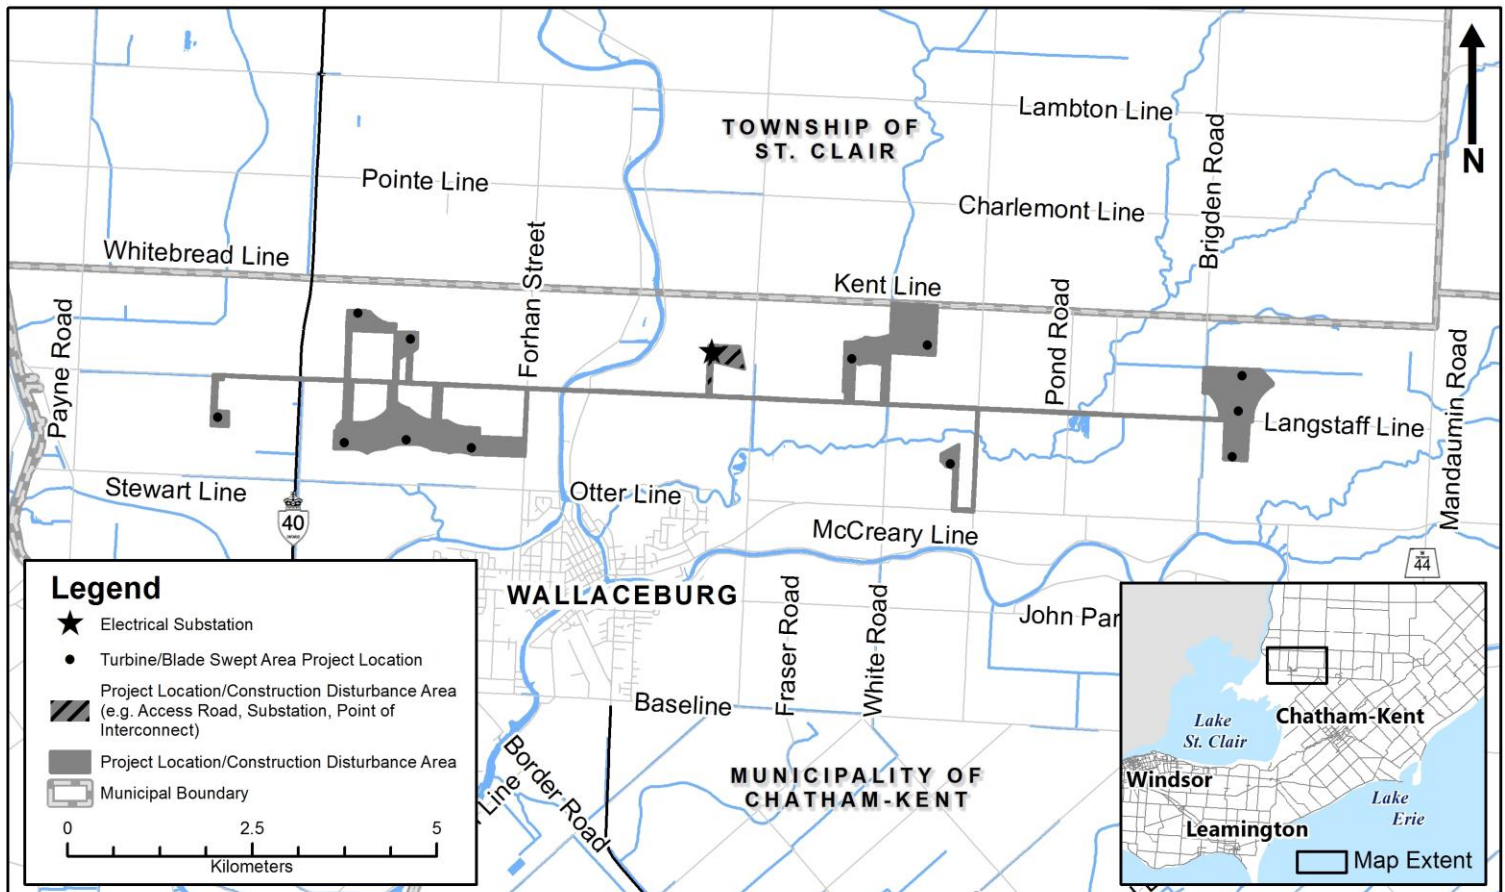 Lambton Line
TOWNSHIP OF
ST. CLAIR
Brigden Road
N
Pointe Line
Charlemont Line
Whitebread Line
Forhan Street
Kent Line
Payne Road
Pond Road
Mandaumin Road
Langstaff Line
Stewart Line
Otter Line
40
McCreary Line
44
WALLACEBURG
Fraser Road
White Road
John Par
Baseline
Border Road
Line
MUNICIPALITY OF
CHATHAM-KENT
Legend
Electrical Substation
Turbine/Blade Swept Area Project Location
Project Location/Construction Disturbance Area
(e.g. Access Road, Substation, Point of
Interconnect)
Project Location/Construction Disturbance Area
Municipal Boundary
0 2.5 5
Kilometers
Lake
St. Clair
Chatham-Kent
Windsor
Lake
Erie
Leamington
Map Extent